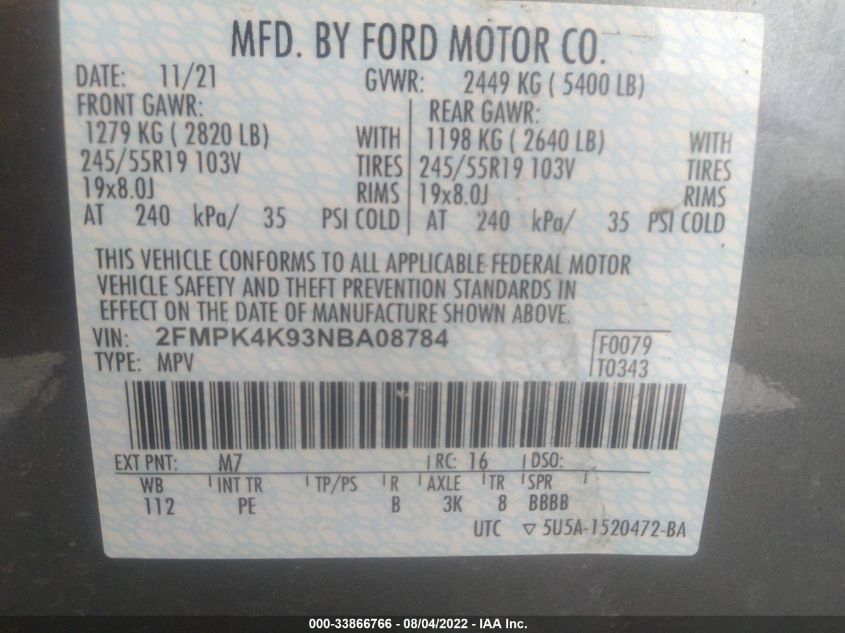 MFD. BY FORD MOTOR CO.
DATE: 11/21 GVWR: 2449 KG ( 5400 LB)
FRONT GAWR: REAR GAWR:
1279 KG ( 2820 LB) WITH 1198 KG ( 2640 LB) WITH
245/55R19 103V TIRES 245/55R19 103V TIRES
19x8.0J RIMS 19x8.0J RIMS
AT 240 kPa/ 35 PSI COLD AT 240 kPa/ 35 PSI COLD
THIS VEHICLE CONFORMS TO ALL APPLICABLE FEDERAL MOTOR
VEHICLE SAFETY AND THEFT PREVENTION STANDARDS IN
EFFECT ON THE DATE OF MANUFACTURE SHOWN ABOVE.
VIN: 2FMPK4K93NBA08784 F0079
TYPE: MPV T0343
EXT PNT: M7 RC: 16 DSO:
WB INT TR TP/PS R AXLE TR SPR
112 PE B 3K 8 BBBB
UTC ▽ 5U5A-1520472-BA
000-33866766 - 08/04/2022 - IAA Inc.